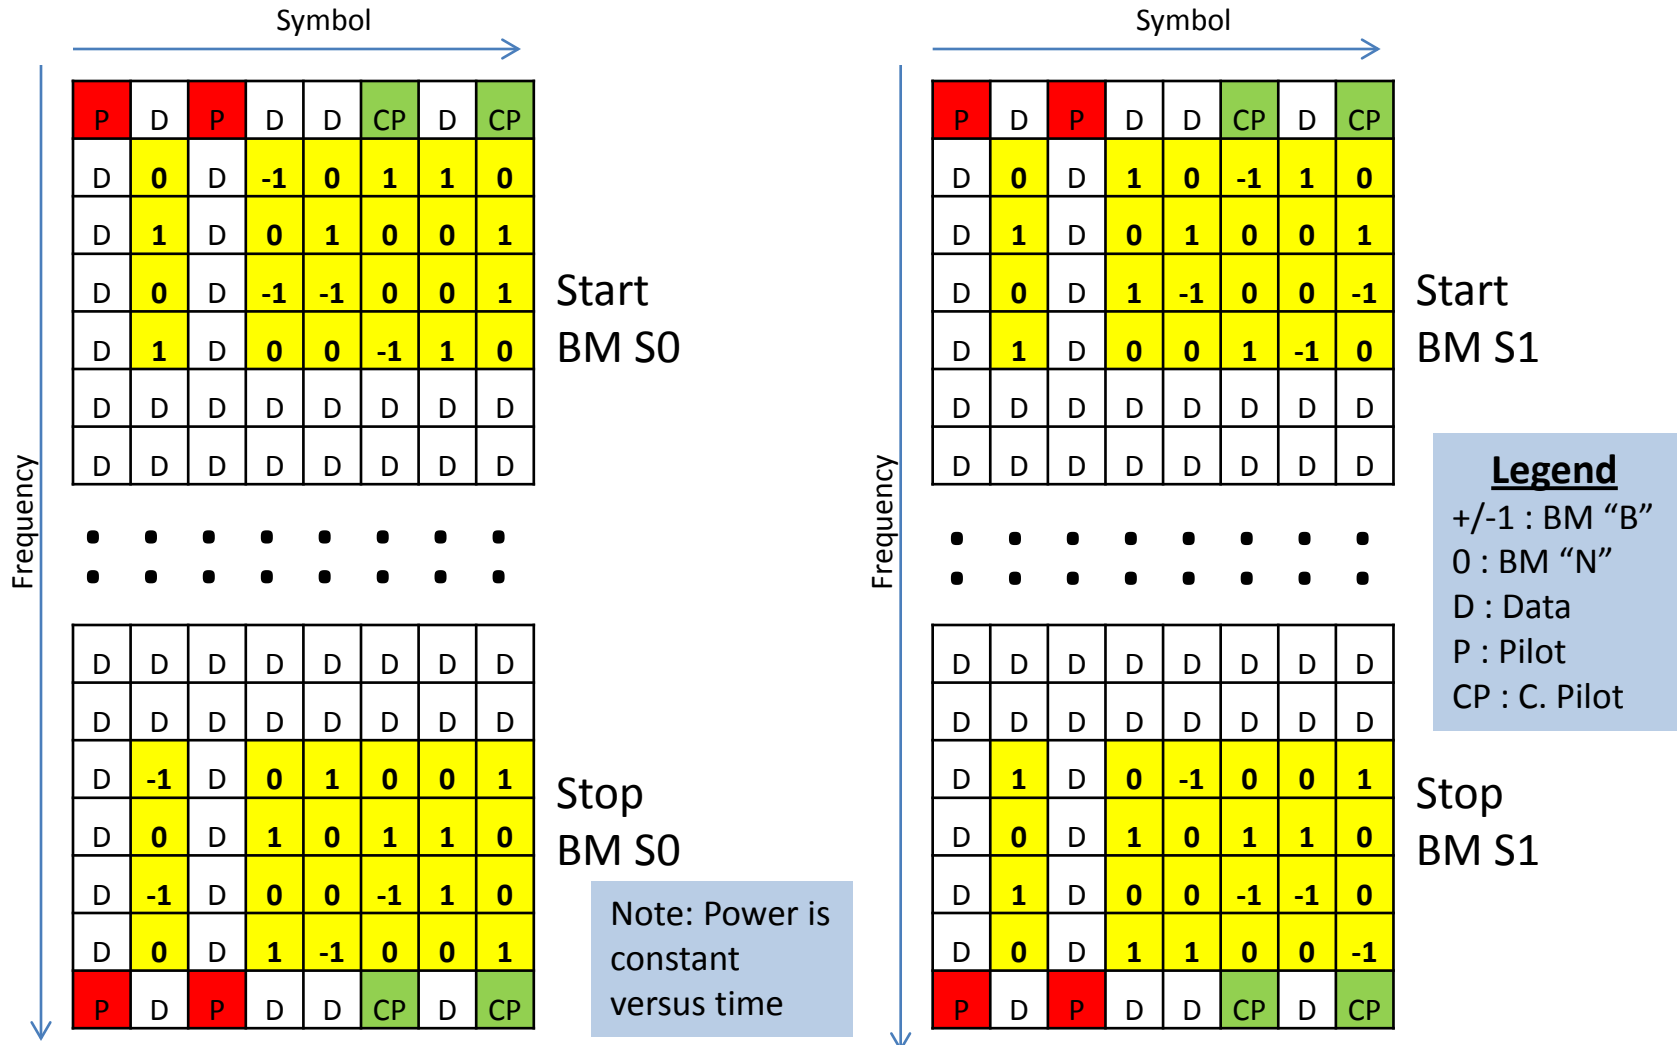 Symbol
P D P D D CP D CP
D 0 D -1 0 1 1 0
D 1 D 0 1 0 0 1
D 0 D -1 -1 0 0 1
D 1 D 0 0 -1 1 0
D D D D D D D D
D D D D D D D D
Start
BM S0
Frequency
D D D D D D D D
D D D D D D D D
D -1 D 0 1 0 0 1
D 0 D 1 0 1 1 0
D -1 D 0 0 -1 1 0
D 0 D 1 -1 0 0 1
P D P D D CP D CP
Stop
BM S0
Note: Power is
constant
versus time
Symbol
P D P D D CP D CP
D 0 D 1 0 -1 1 0
D 1 D 0 1 0 0 1
D 0 D 1 -1 0 0 -1
D 1 D 0 0 1 -1 0
D D D D D D D D
D D D D D D D D
Start
BM S1
Frequency
D D D D D D D D
D D D D D D D D
D 1 D 0 -1 0 0 1
D 0 D 1 0 1 1 0
D 1 D 0 0 -1 -1 0
D 0 D 1 1 0 0 -1
P D P D D CP D CP
Stop
BM S1
Legend
+/-1 : BM “B”
0 : BM “N”
D : Data
P : Pilot
CP : C. Pilot